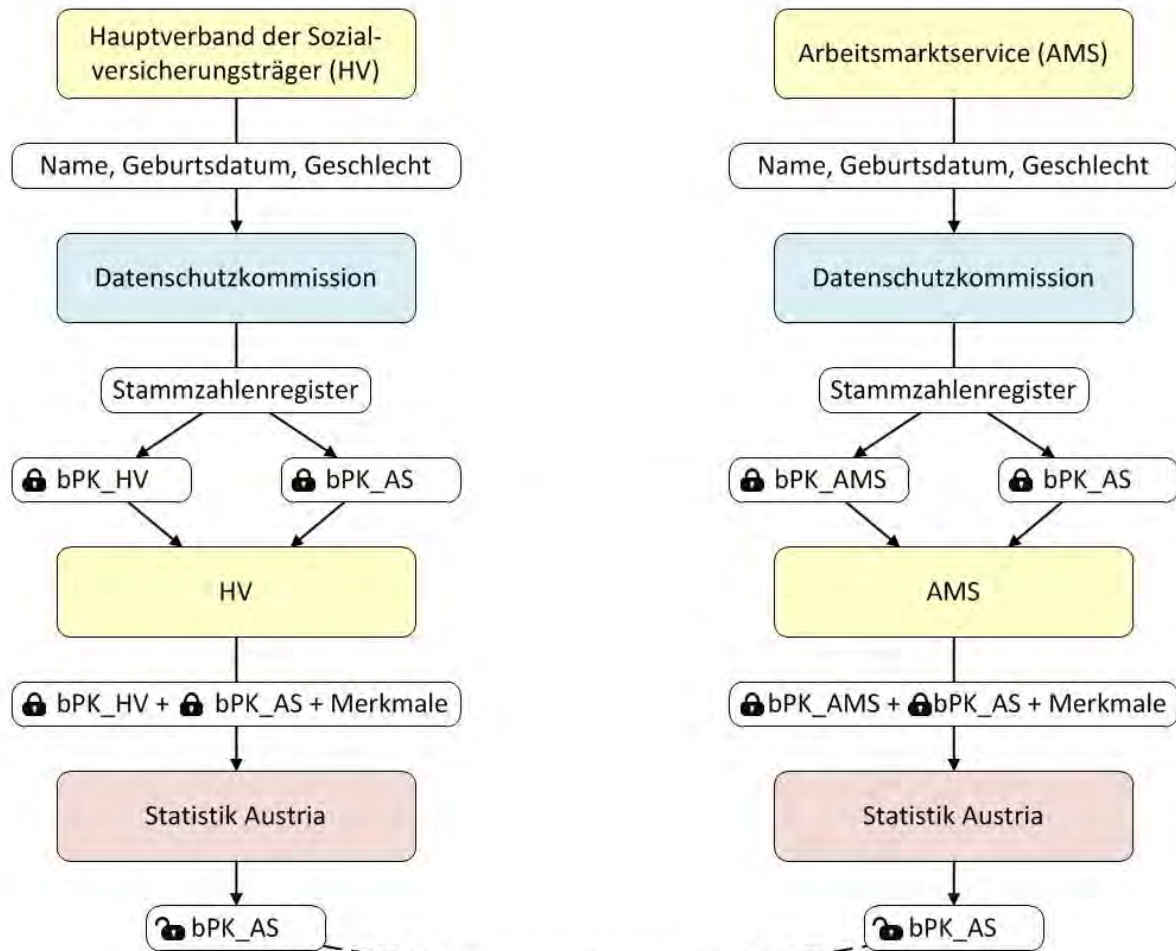 Hauptverband der Sozial-
versicherungsträger (HV)
Name, Geburtsdatum, Geschlecht
Datenschutzkommission
Stammzahlenregister
bPK_HV
bPK_AS
HV
bPK_HV + bPK_AS + Merkmale
Statistik Austria
bPK_AS
Arbeitsmarktservice (AMS)
Name, Geburtsdatum, Geschlecht
Datenschutzkommission
Stammzahlenregister
bPK_AMS
bPK_AS
AMS
bPK_AMS + bPK_AS + Merkmale
Statistik Austria
bPK_AS